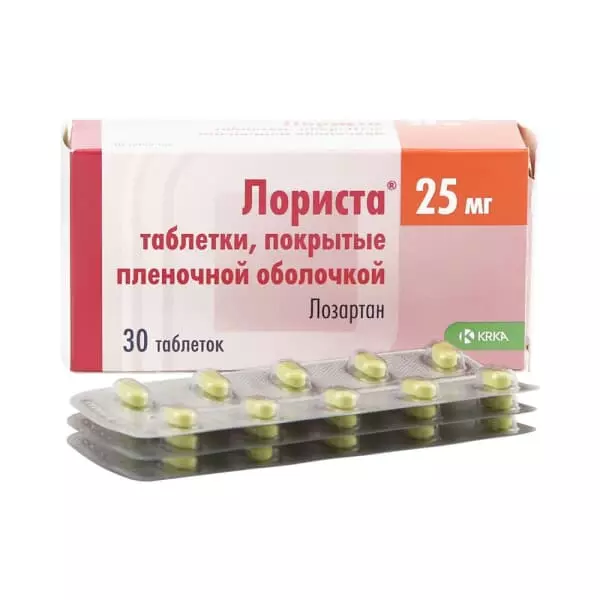 Лориста®
25 мг
таблетки, покрытые
пленочной оболочкой
Лозартан
30 таблеток
KRKA